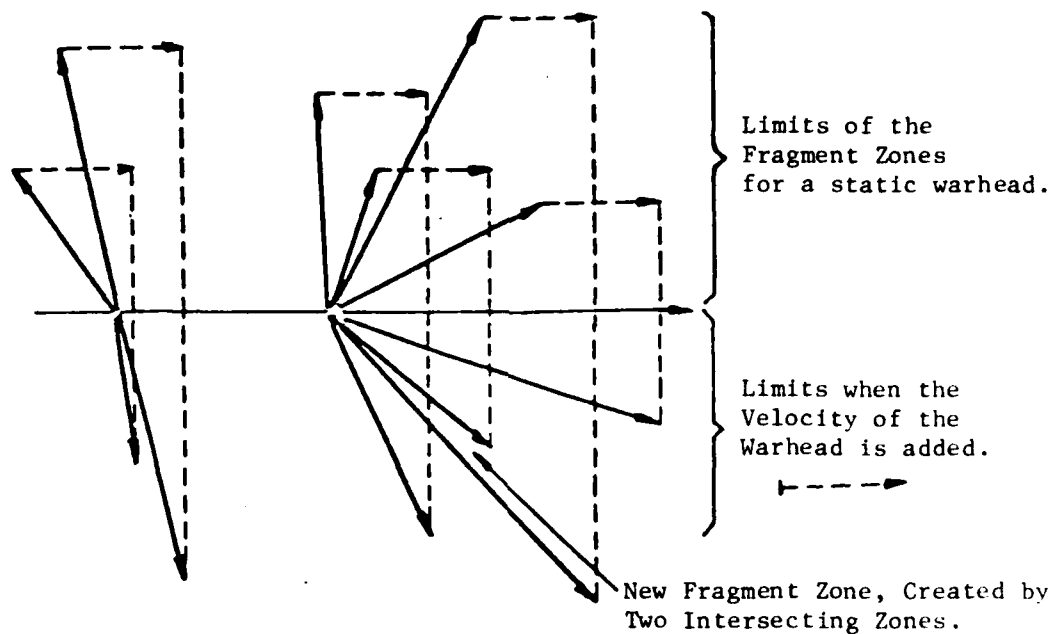 Limits of the
Fragment Zones
for a static warhead.
Limits when the
Velocity of the
Warhead is added.
New Fragment Zone, Created by
Two Intersecting Zones.